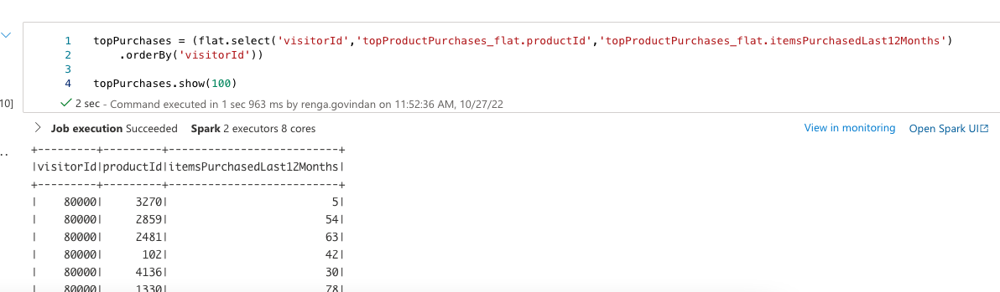 1 topPurchases = (flat.select('visitorId','topProductPurchases_flat.productId','topProductPurchases_flat.itemsPurchasedLast12Months')
2 .orderBy('visitorId'))
3
4 topPurchases.show(100)
10] 2 sec - Command executed in 1 sec 963 ms by renga.govindan on 11:52:36 AM, 10/27/22
Job execution Succeeded Spark 2 executors 8 cores View in monitoring Open Spark UI
..
+---------+---------+--------------------------+
|visitorId|productId|itemsPurchasedLast12Months|
+---------+---------+--------------------------+
| 80000| 3270| 5|
| 80000| 2859| 54|
| 80000| 2481| 63|
| 80000| 102| 42|
| 80000| 4136| 30|
| 80000| 1330| 78|